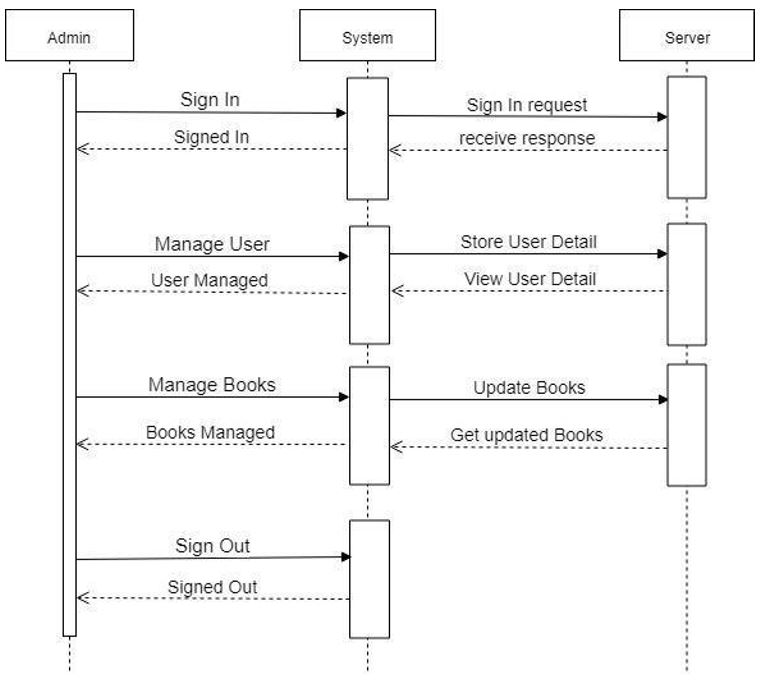 Admin
System
Server
Sign In
Sign In request
Signed In
receive response
Manage User
Store User Detail
User Managed
View User Detail
Manage Books
Update Books
Books Managed
Get updated Books
Sign Out
Signed Out